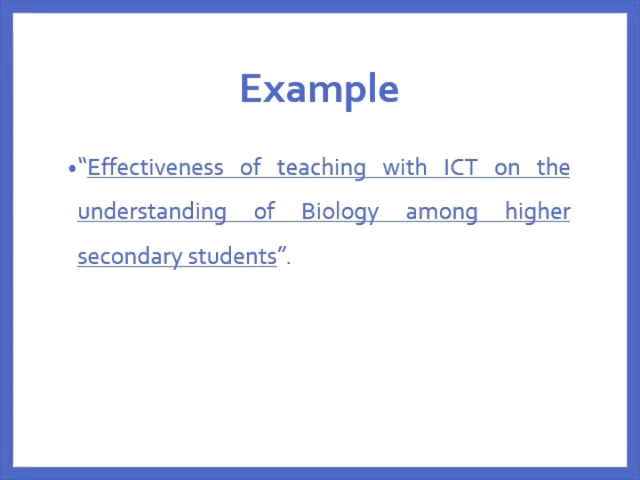 Example
•“Effectiveness of teaching with ICT on the
understanding of Biology among higher
secondary students”.